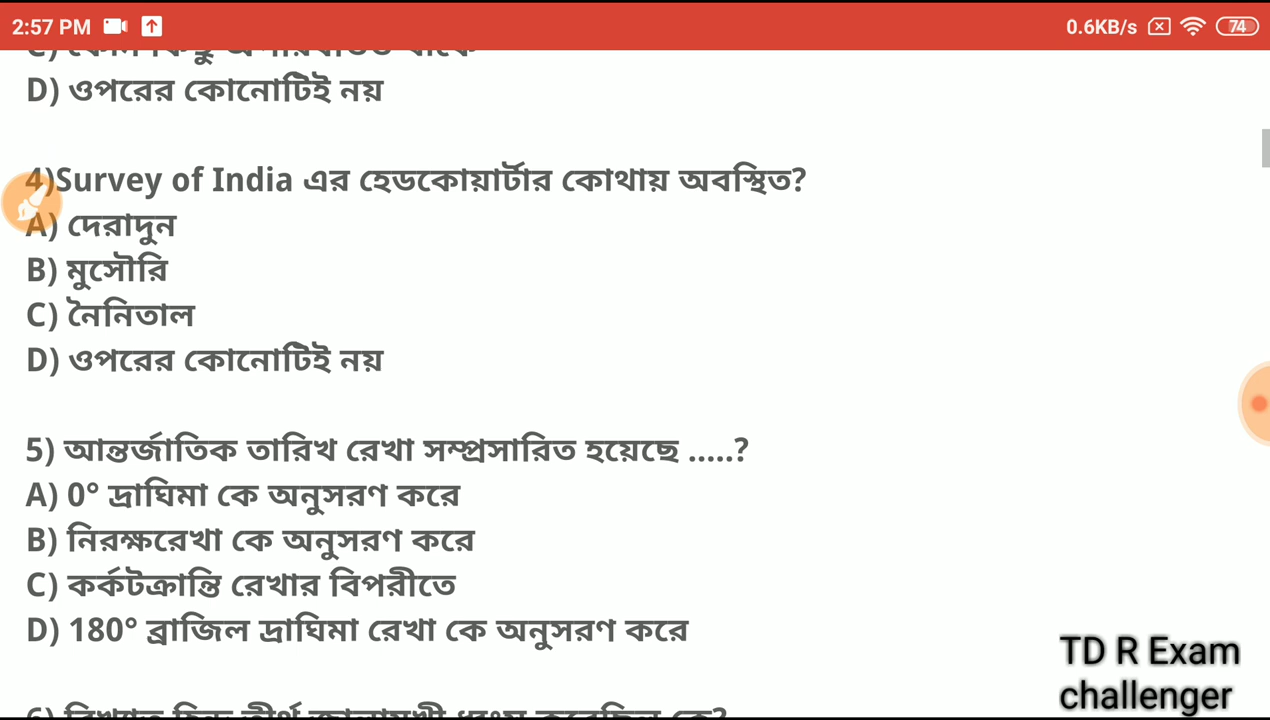 2:57 PM
0.6KB/s
74
D) ওপরের কোনোটিই নয়
4)Survey of India এর হেডকোয়ার্টার কোথায় অবস্থিত?
A) দেরাদুন
B) মুসৌরি
C) নৈনিতাল
D) ওপরের কোনোটিই নয়
5) আন্তর্জাতিক তারিখ রেখা সম্প্রসারিত হয়েছে .....?
A) 0° দ্রাঘিমা কে অনুসরণ করে
B) নিরক্ষরেখা কে অনুসরণ করে
C) কর্কটক্রান্তি রেখার বিপরীতে
D) 180° ব্রাজিল দ্রাঘিমা রেখা কে অনুসরণ করে
TD R Exam
challenger